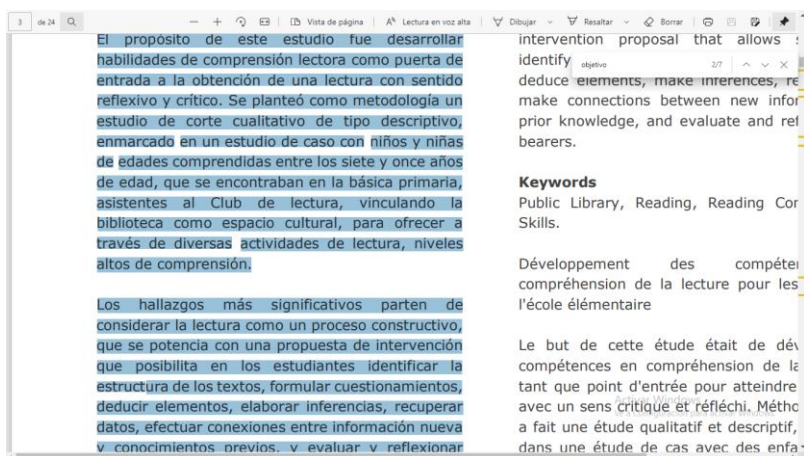 3 de 24
Vista de página
Lectura en voz alta
Dibujar
Resaltar
Borrar
objetivo 2/7
El propósito de este estudio fue desarrollar
habilidades de comprensión lectora como puerta de
entrada a la obtención de una lectura con sentido
reflexivo y crítico. Se planteó como metodología un
estudio de corte cualitativo de tipo descriptivo,
enmarcado en un estudio de caso con niños y niñas
de edades comprendidas entre los siete y once años
de edad, que se encontraban en la básica primaria,
asistentes al Club de lectura, vinculando la
biblioteca como espacio cultural, para ofrecer a
través de diversas actividades de lectura, niveles
altos de comprensión.
Los hallazgos más significativos parten de
considerar la lectura como un proceso constructivo,
que se potencia con una propuesta de intervención
que posibilita en los estudiantes identificar la
estructura de los textos, formular cuestionamientos,
deducir elementos, elaborar inferencias, recuperar
datos, efectuar conexiones entre información nueva
y conocimientos previos, y evaluar y reflexionar
intervention proposal that allows
identify
deduce elements, make inferences,
make connections between new
prior knowledge, and evaluate and
bearers.
Keywords
Public Library, Reading, Reading
Skills.
Développement des
compréhension de la lecture pour les
l'école élémentaire
Le but de cette étude était de
compétences en compréhension de
tant que point d'entrée pour atteindre
avec un sens critique et réfléchi.
a fait une étude qualitatif et descriptif,
dans une étude de cas avec des
Activar Windows